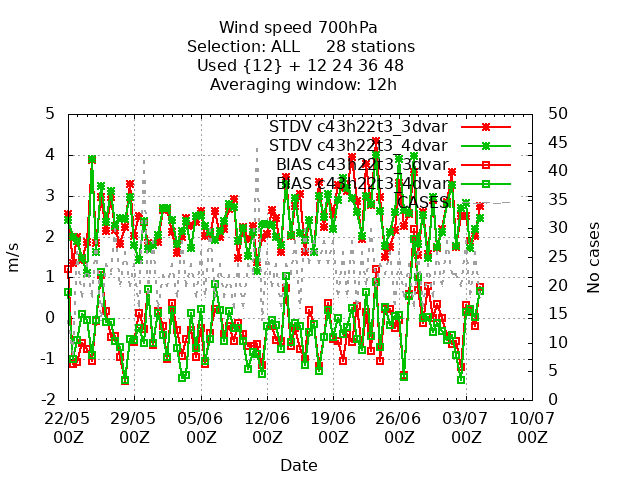 Wind speed 700hPa
Selection: ALL 28 stations
Used {12} + 12 24 36 48
Averaging window: 12h
5
4
3
2
1
0
-1
-2
m/s
STDV c43h22t3_3dvar
STDV c43h22t3_4dvar
BIAS c43h22t3_3dvar
BIAS c43h22t3_4dvar
CASES
50
45
40
35
30
25
20
15
10
5
0
No cases
22/05 29/05 05/06 12/06 19/06 26/06 03/07 10/07
00Z 00Z 00Z 00Z 00Z 00Z 00Z 00Z
Date